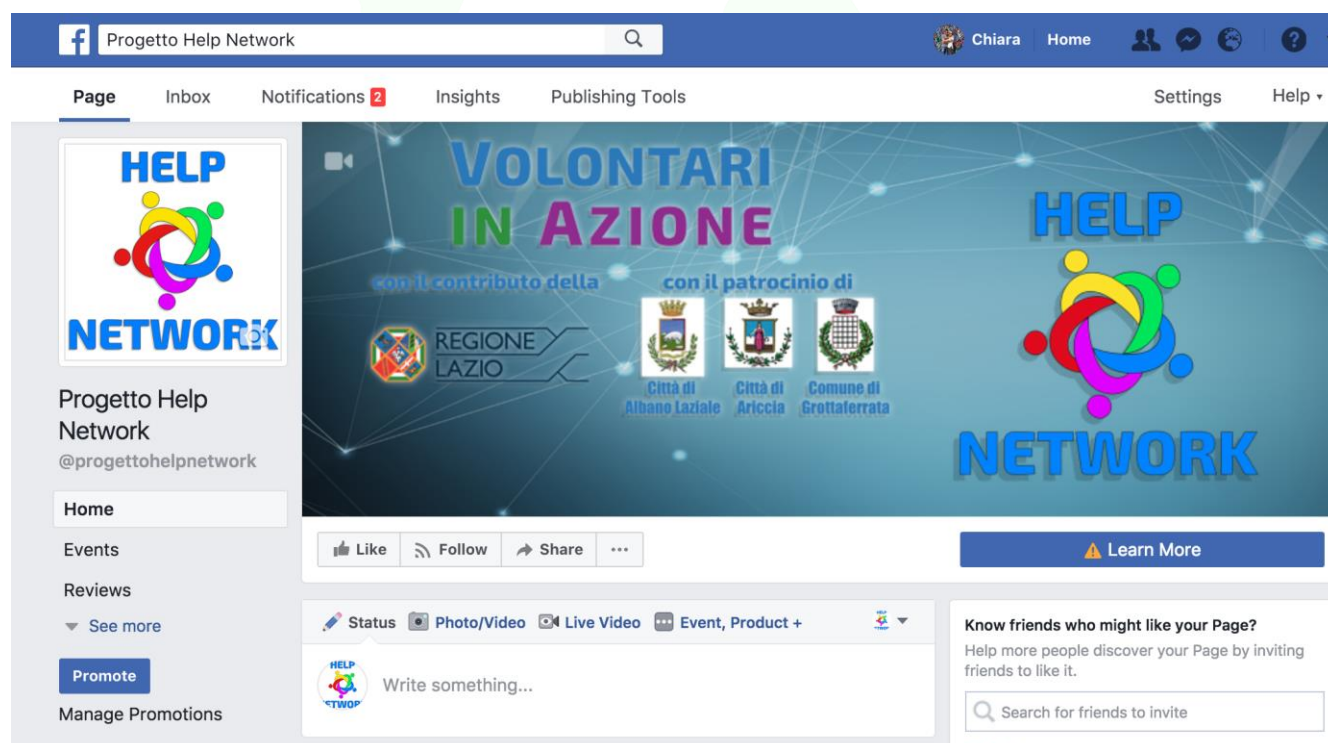 Progetto Help Network
Chiara Home
Page Inbox Notifications 2 Insights Publishing Tools Settings Help
HELP
NETWORK
Progetto Help
Network
@progettohelpnetwork
Home
Events
Reviews
See more
Promote
Manage Promotions
VOLONTARI
IN AZIONE
con il contributo della
REGIONE
LAZIO
con il patrocinio di
Città di
Albano Laziale
Città di
Ariccia
Comune di
Grottaferrata
HELP
NETWORK
Like Follow Share ...
Learn More
Status Photo/Video Live Video Event, Product +
HELP
Write something...
Know friends who might like your Page?
Help more people discover your Page by inviting
friends to like it.
Search for friends to invite